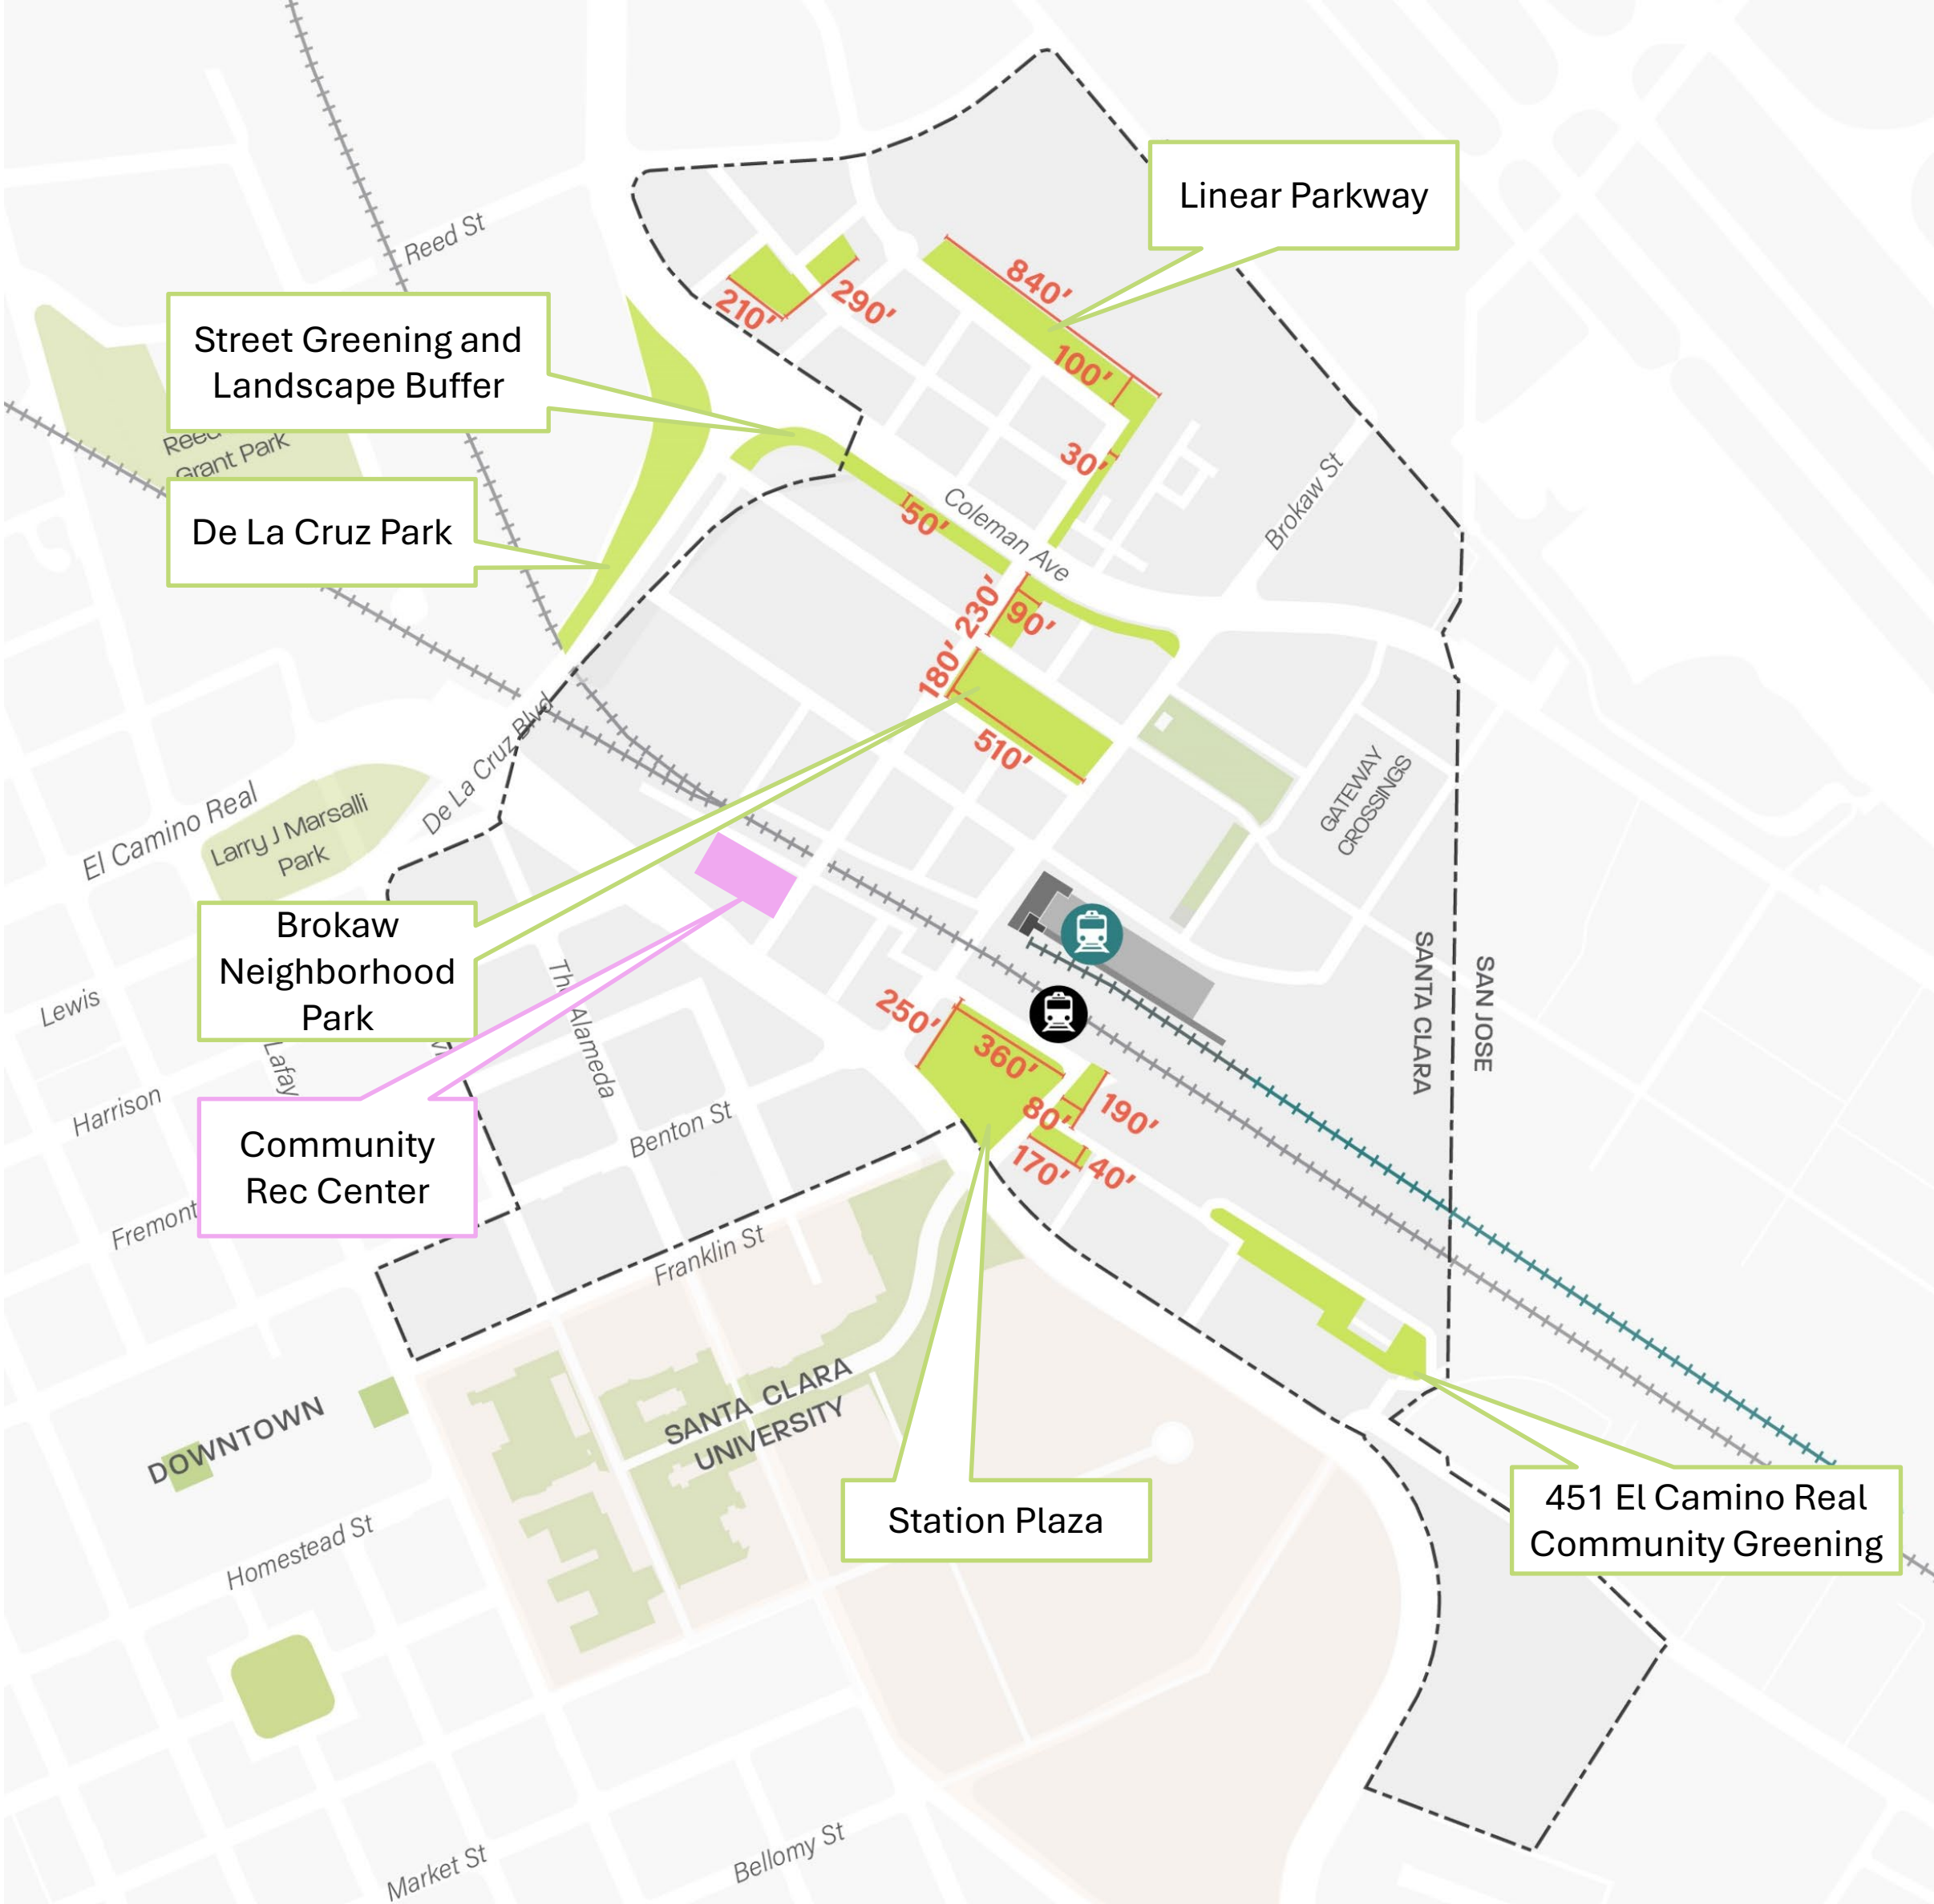 Linear Parkway
Reed St
840’
210’
290’
Street Greening and
Landscape Buffer
100’
Grant Park
30’
Coleman Ave
50’
Brokaw St
De La Cruz Park
230’
90’
180’
510’
De La Cruz Blvd
GATEWAY
CROSSINGS
El Camino Real
Larry J Marsalli
Park
Brokaw
Neighborhood
Park
SANTA CLARA
SAN JOSE
Lewis
The Alameda
250’
360’
Lafay
80’
190’
Harrison
Benton St
Community
Rec Center
170’
40’
Fremont
Franklin St
SANTA CLARA
UNIVERSITY
DOWNTOWN
Station Plaza
451 El Camino Real
Community Greening
Homestead St
Market St
Bellomy St